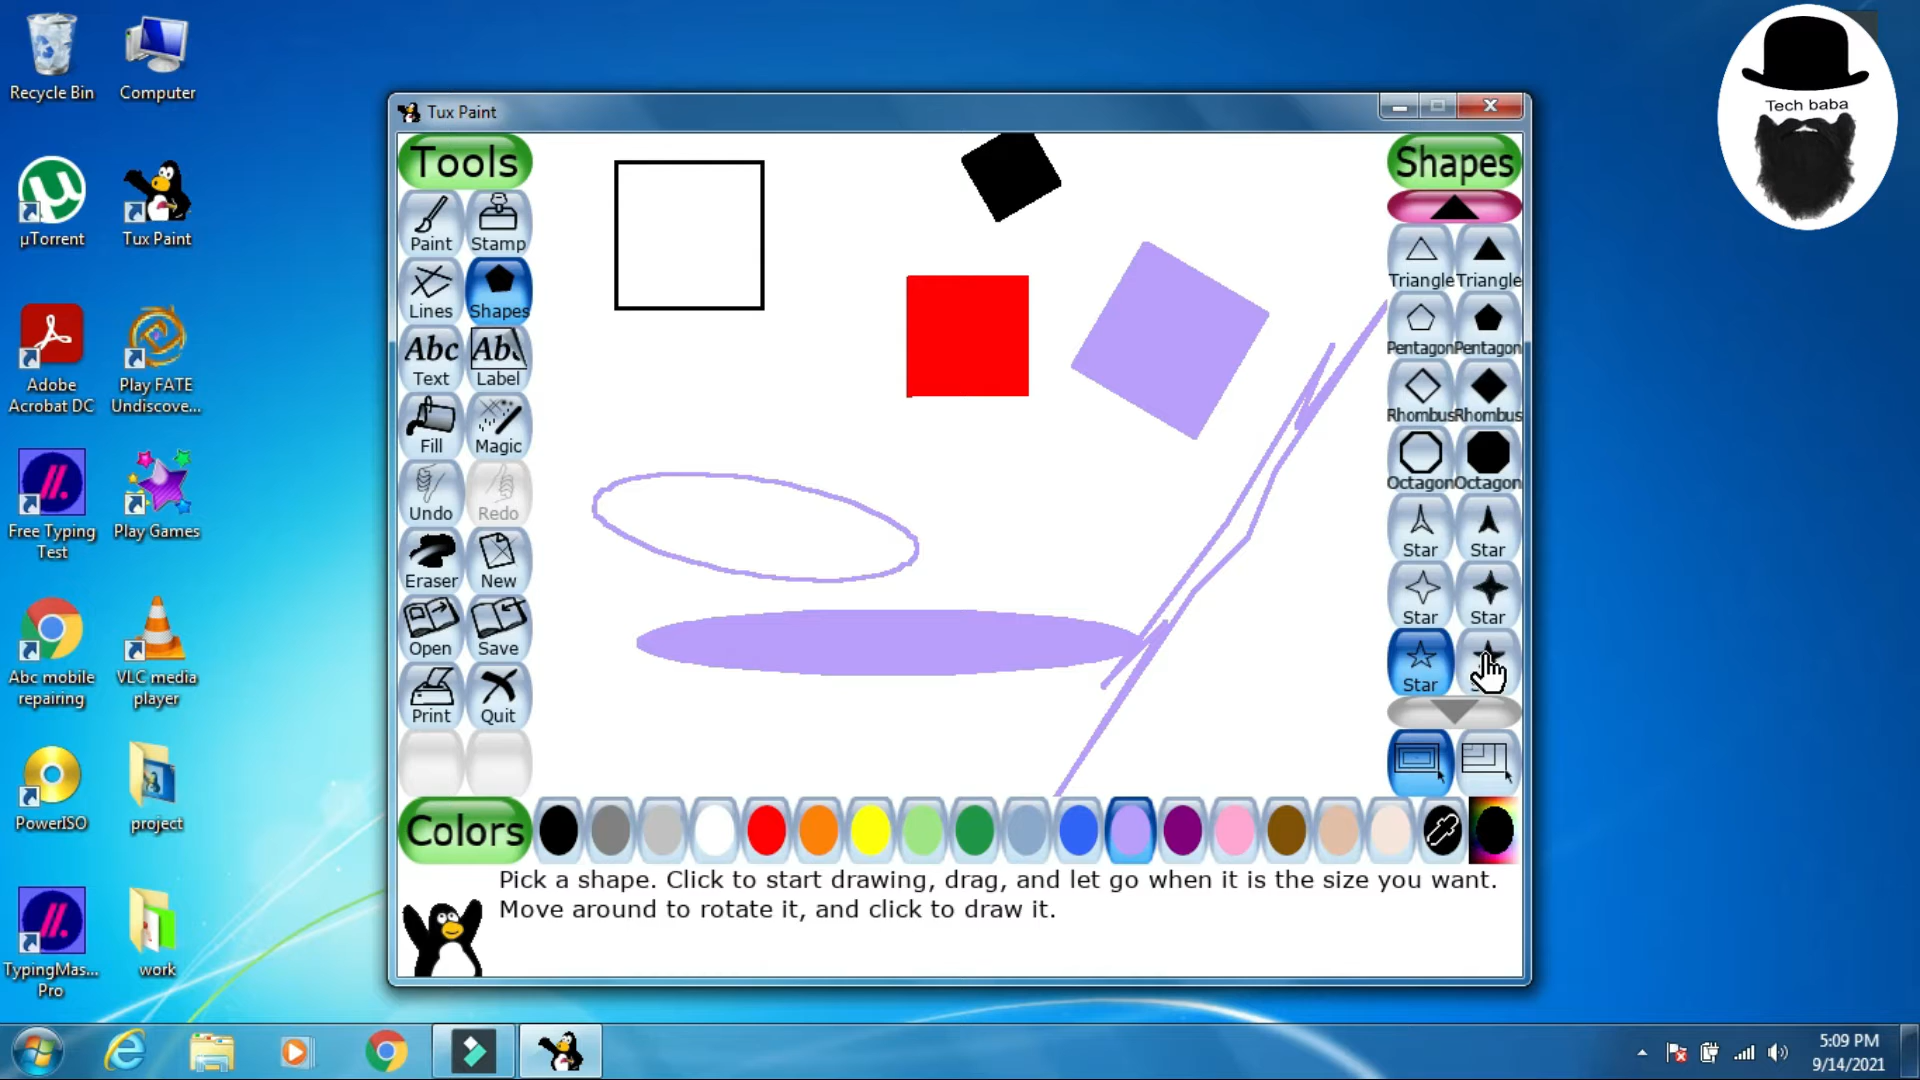 Recycle Bin
Computer
µTorrent
Tux Paint
Adobe
Acrobat DC
Play FATE
Undiscove...
Free Typing
Test
Play Games
Abc mobile
repairing
VLC media
player
PowerISO
project
TypingMas...
Pro
work
Tux Paint
Tools
Paint
Stamp
Lines
Shapes
Abc
Text
Label
Fill
Magic
Undo
Redo
Eraser
New
Open
Save
Print
Quit
Shapes
Triangle
Triangle
Pentagon
Pentagon
Rhombus
Rhombus
Octagon
Octagon
Star
Star
Star
Star
Star
Colors
Pick a shape. Click to start drawing, drag, and let go when it is the size you want.
Move around to rotate it, and click to draw it.
Tech baba
5:09 PM
9/14/2021